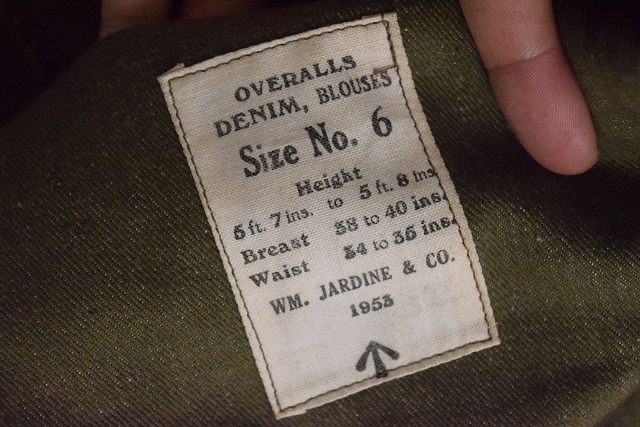 OVERALLS
DENIM, BLOUSES
Size No. 6
Height
5 ft. 7 ins. to 5 ft. 8 ins.
Breast 38 to 40 ins.
Waist 34 to 35 ins.
WM. JARDINE & CO.
1953